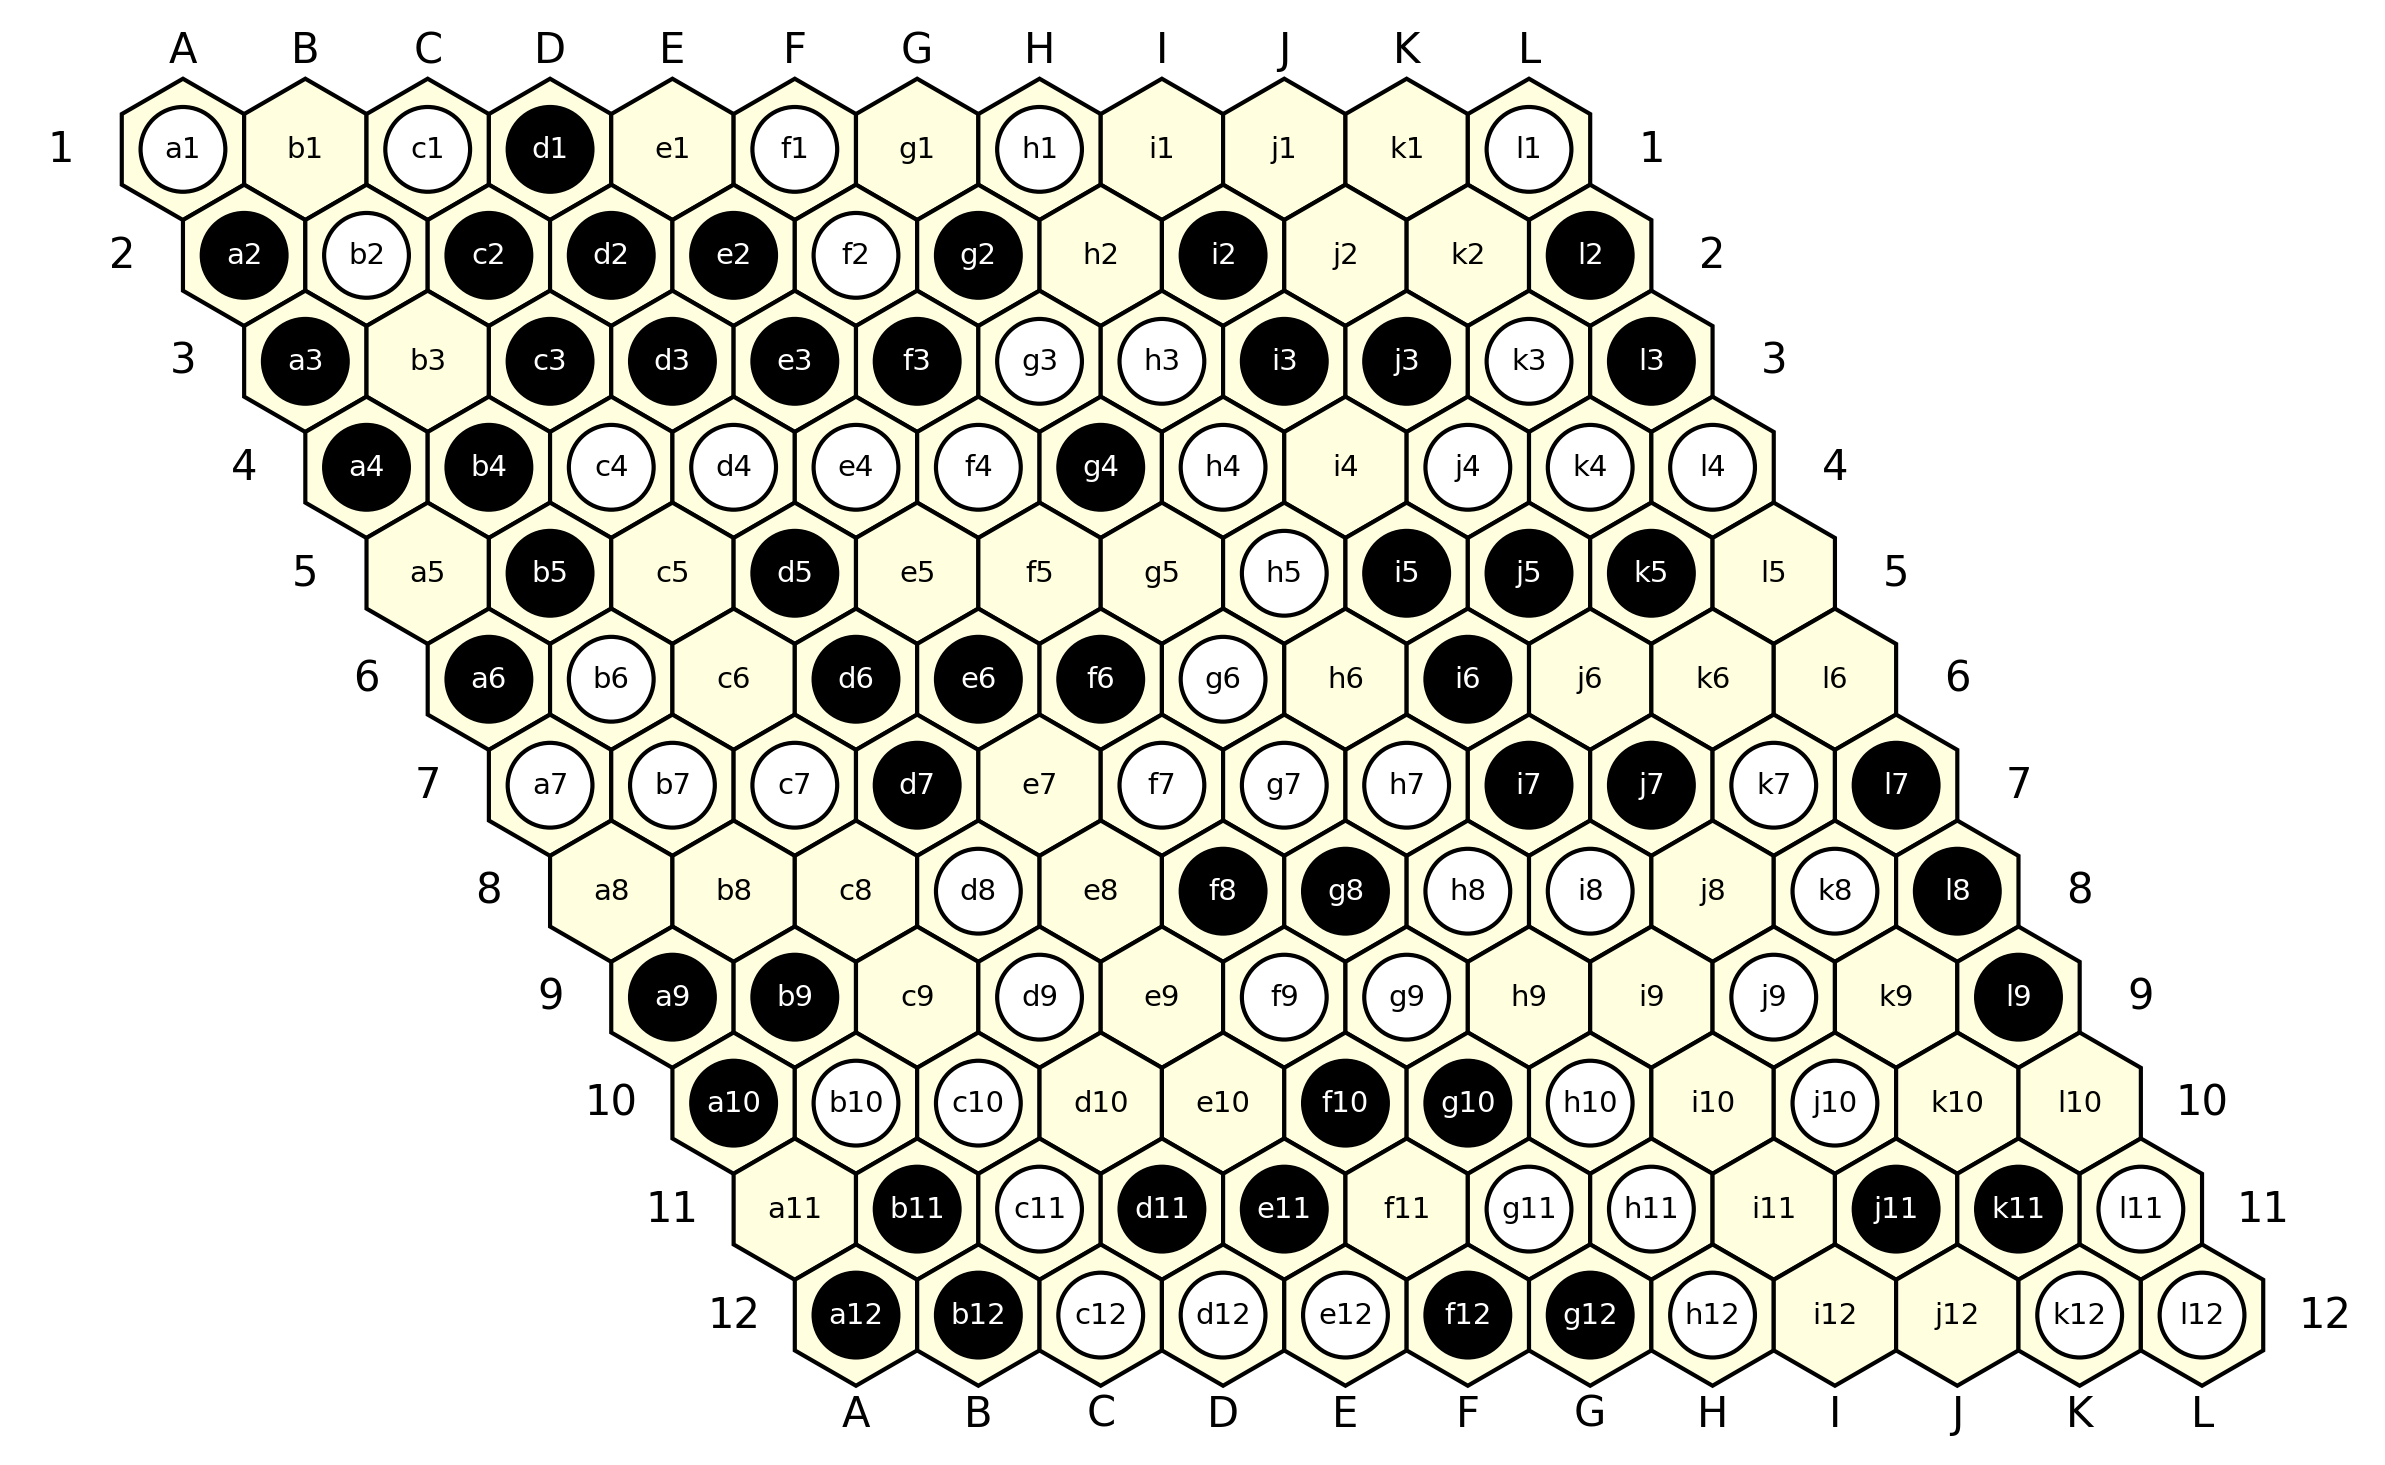 A B C D E F G H I J K L
1 a1 b1 c1 d1 e1 f1 g1 h1 i1 j1 k1 l1 1
2 a2 b2 c2 d2 e2 f2 g2 h2 i2 j2 k2 l2 2
3 a3 b3 c3 d3 e3 f3 g3 h3 i3 j3 k3 l3 3
4 a4 b4 c4 d4 e4 f4 g4 h4 i4 j4 k4 l4 4
5 a5 b5 c5 d5 e5 f5 g5 h5 i5 j5 k5 l5 5
6 a6 b6 c6 d6 e6 f6 g6 h6 i6 j6 k6 l6 6
7 a7 b7 c7 d7 e7 f7 g7 h7 i7 j7 k7 l7 7
8 a8 b8 c8 d8 e8 f8 g8 h8 i8 j8 k8 l8 8
9 a9 b9 c9 d9 e9 f9 g9 h9 i9 j9 k9 l9 9
10 a10 b10 c10 d10 e10 f10 g10 h10 i10 j10 k10 l10 10
11 a11 b11 c11 d11 e11 f11 g11 h11 i11 j11 k11 l11 11
12 a12 b12 c12 d12 e12 f12 g12 h12 i12 j12 k12 l12 12
A B C D E F G H I J K L